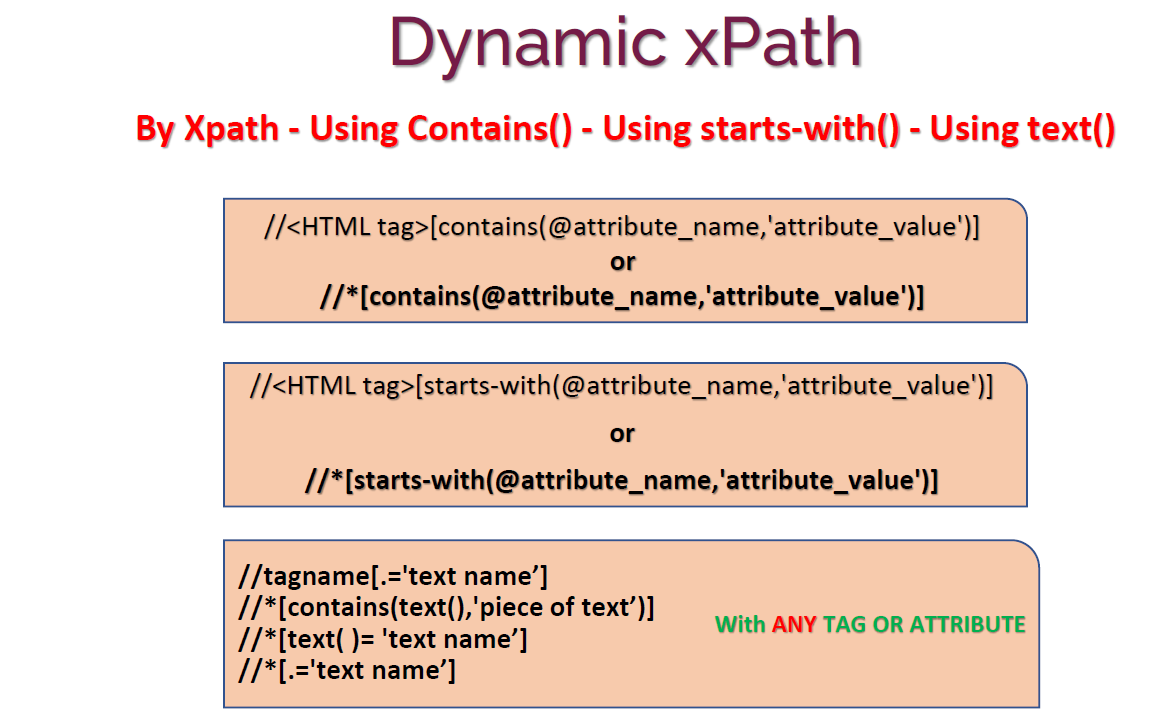 Dynamic xPath
By Xpath - Using Contains() - Using starts-with() - Using text()
//<HTML tag>[contains(@attribute_name,'attribute_value')]
or
//*[contains(@attribute_name,'attribute_value')]
//<HTML tag>[starts-with(@attribute_name,'attribute_value')]
or
//*[starts-with(@attribute_name,'attribute_value')]
//tagname[.='text name’]
//*[contains(text(),'piece of text’)]
//*[text( )= 'text name’]
//*[.='text name’]
With ANY TAG OR ATTRIBUTE